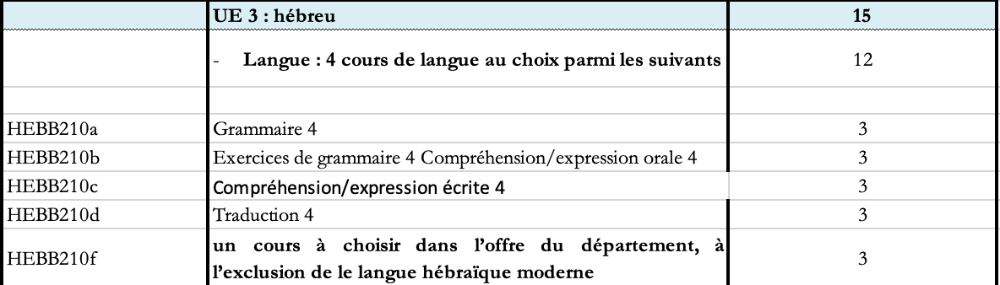 UE 3 : hébreu 15
- Langue : 4 cours de langue au choix parmi les suivants 12
HEBB210a Grammaire 4 3
HEBB210b Exercices de grammaire 4 Compréhension/expression orale 4 3
HEBB210c Compréhension/expression écrite 4 3
HEBB210d Traduction 4 3
HEBB210f un cours à choisir dans l'offre du département, à 3
l'exclusion de le langue hébraïque moderne